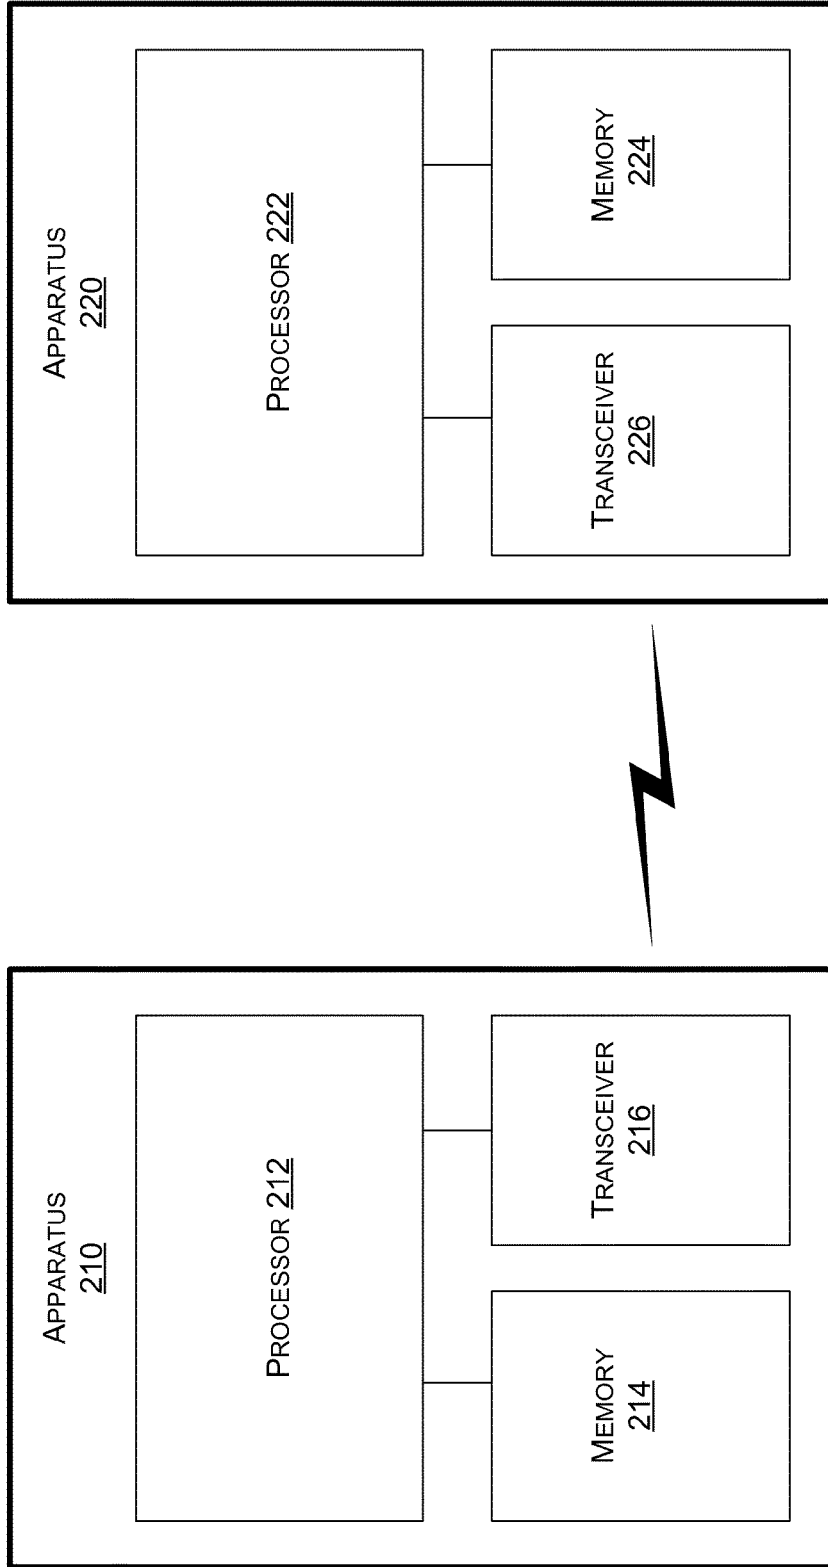 APPARATUS
210
PROCESSOR 212
MEMORY
214
TRANSCEIVER
216
APPARATUS
220
PROCESSOR 222
TRANSCEIVER
226
MEMORY
224